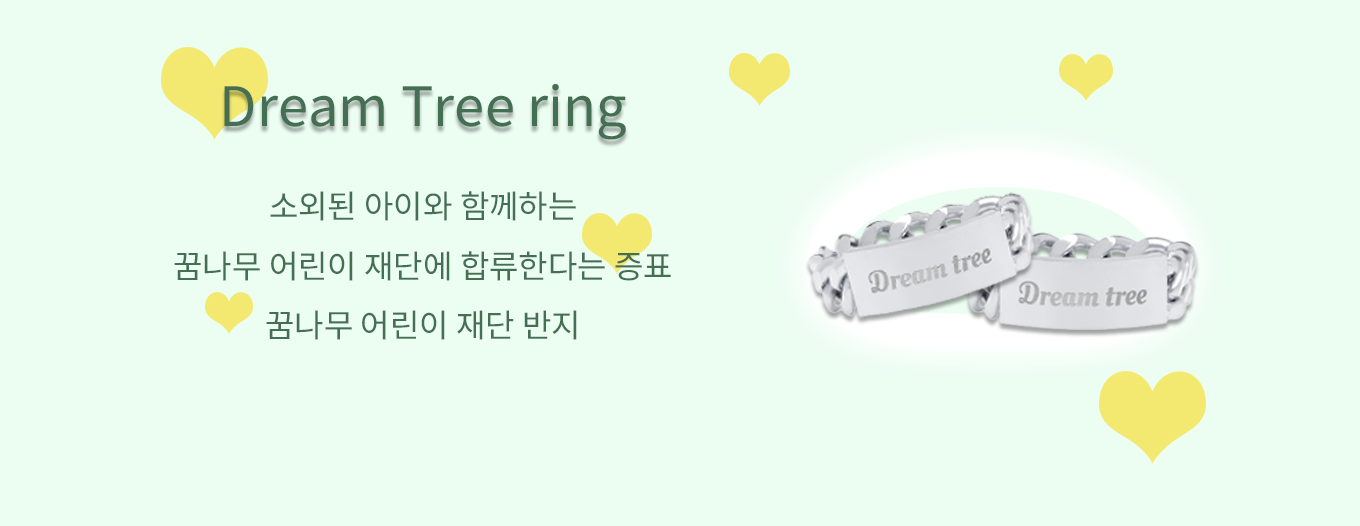 Dream Tree ring
소외된 아이와 함께하는
꿈나무 어린이 재단에 합류한다는 증표
꿈나무 어린이 재단 반지
Dream tree
Dream tree